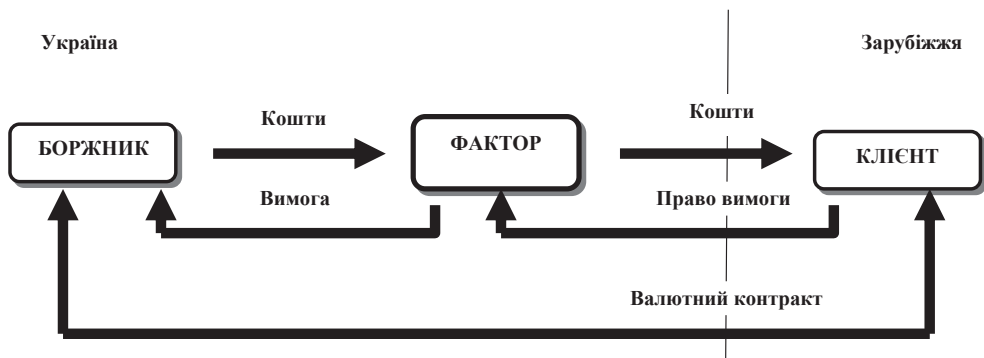 Україна
Зарубіжжя
Кошти
Кошти
БОРЖНИК
ФАКТОР
КЛІЄНТ
Вимога
Право вимоги
Валютний контракт